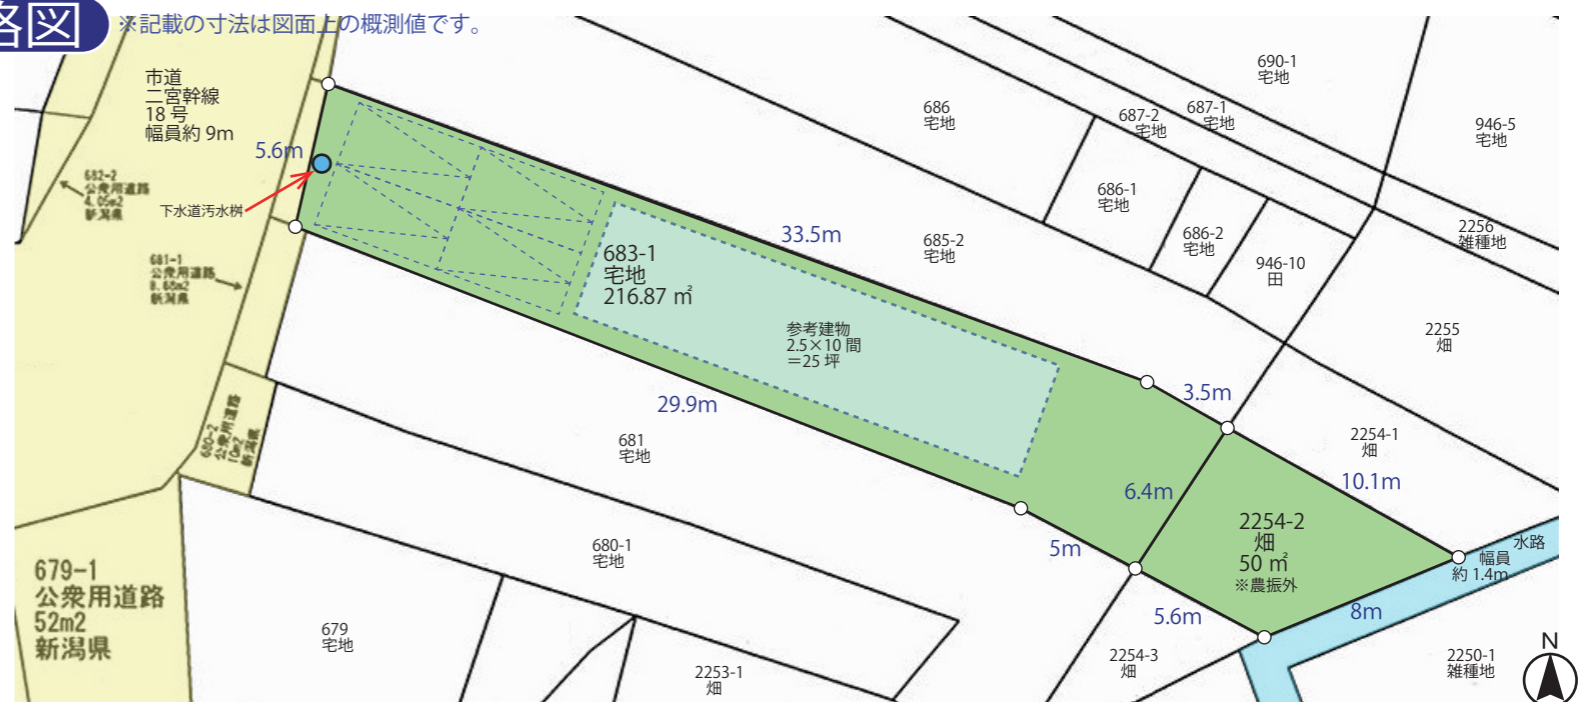 略図
※記載の寸法は図面上の概測値です。
市道
二宮幹線
18 号
幅員約 9m
5.6m
682-2
公衆用道路
4.05m2
新潟県
下水道汚水桝
681-1
公衆用道路
8.68m2
新潟県
680-2
公衆用道路
10m2
新潟県
679-1
公衆用道路
52m2
新潟県
683-1
宅地
216.87 ㎡
参考建物
2.5×10 間
＝25 坪
33.5m
29.9m
3.5m
6.4m
5m
10.1m
5.6m
8m
2254-2
畑
50 ㎡
※農振外
水路
幅員
約 1.4m
690-1
宅地
686
宅地
687-2
宅地
687-1
宅地
946-5
宅地
686-1
宅地
686-2
宅地
685-2
宅地
946-10
田
2256
雑種地
2255
畑
2254-1
畑
681
宅地
680-1
宅地
679
宅地
2253-1
畑
2254-3
畑
2250-1
雑種地
N